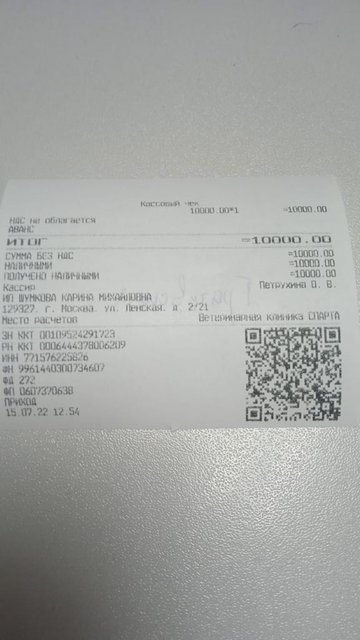 Кассовый чек
10000.00*1 =10000.00
НДС не облагается
АВАНС
ИТОГ =10000.00
СУММА БЕЗ НДС =10000.00
НАЛИЧНЫМИ =10000.00
ПОЛУЧЕНО НАЛИЧНЫМИ =10000.00
Кассир Петрухина О. В.
ИП ШУМКОВА КАРИНА МИХАЙЛОВНА
129327. г. Москва. ул. Ленская. д. 2/21
Место расчетов Ветеринарная Клиника СПАРТА
ЗН ККТ 00109524291723
РН ККТ 0006444378006209
ИНН 771576225826
ФН 9961440300734607
ФД 272
ФП 0607370638
ПРИХОД
15.07.22 12.54